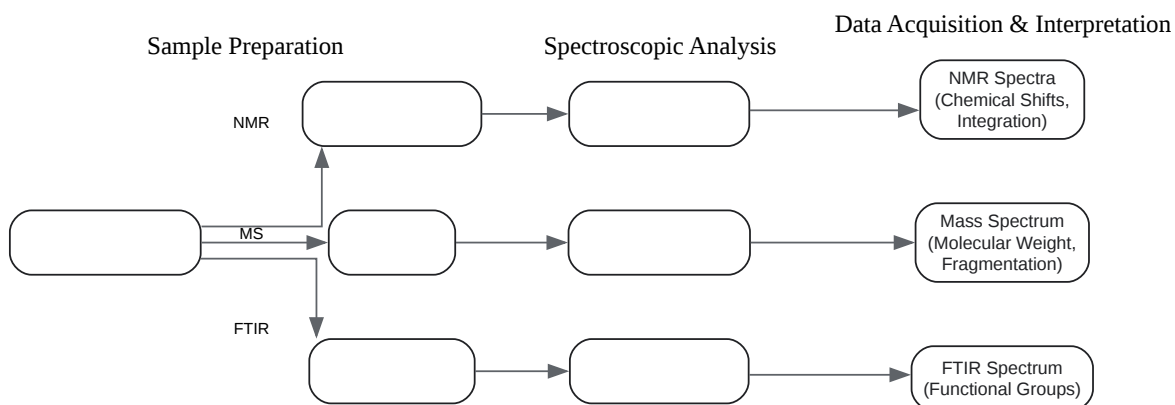 Data Acquisition & Interpretation
Sample Preparation
Spectroscopic Analysis
NMR
NMR Spectra
(Chemical Shifts,
Integration)
MS
Mass Spectrum
(Molecular Weight,
Fragmentation)
FTIR
FTIR Spectrum
(Functional Groups)